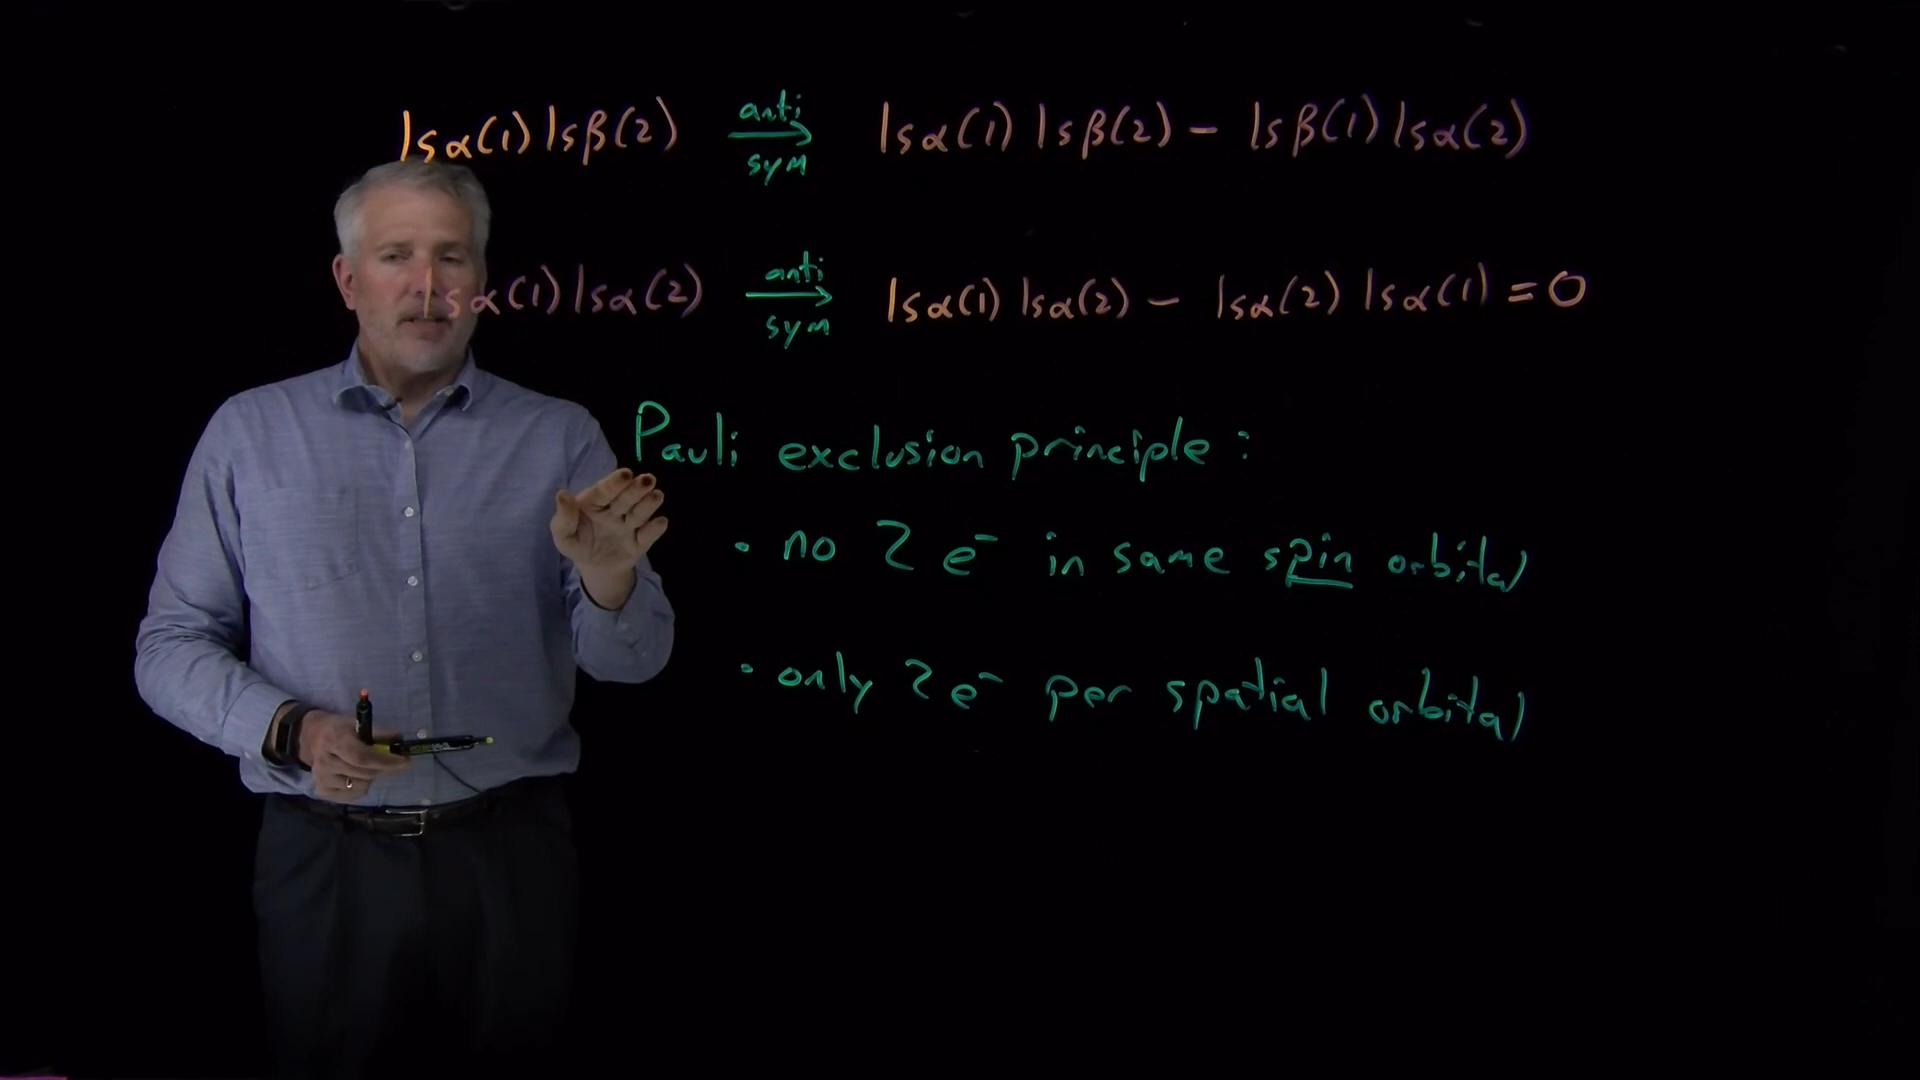 1sα(1) 1sβ(2) anti sym → 1sα(1) 1sβ(2) − 1sβ(1) 1sα(2)
1sα(1) 1sα(2) anti sym → 1sα(1) 1sα(2) − 1sα(2) 1sα(1) = 0
Pauli exclusion principle:
• no 2 e⁻ in same spin orbital
• only 2 e⁻ per spatial orbital